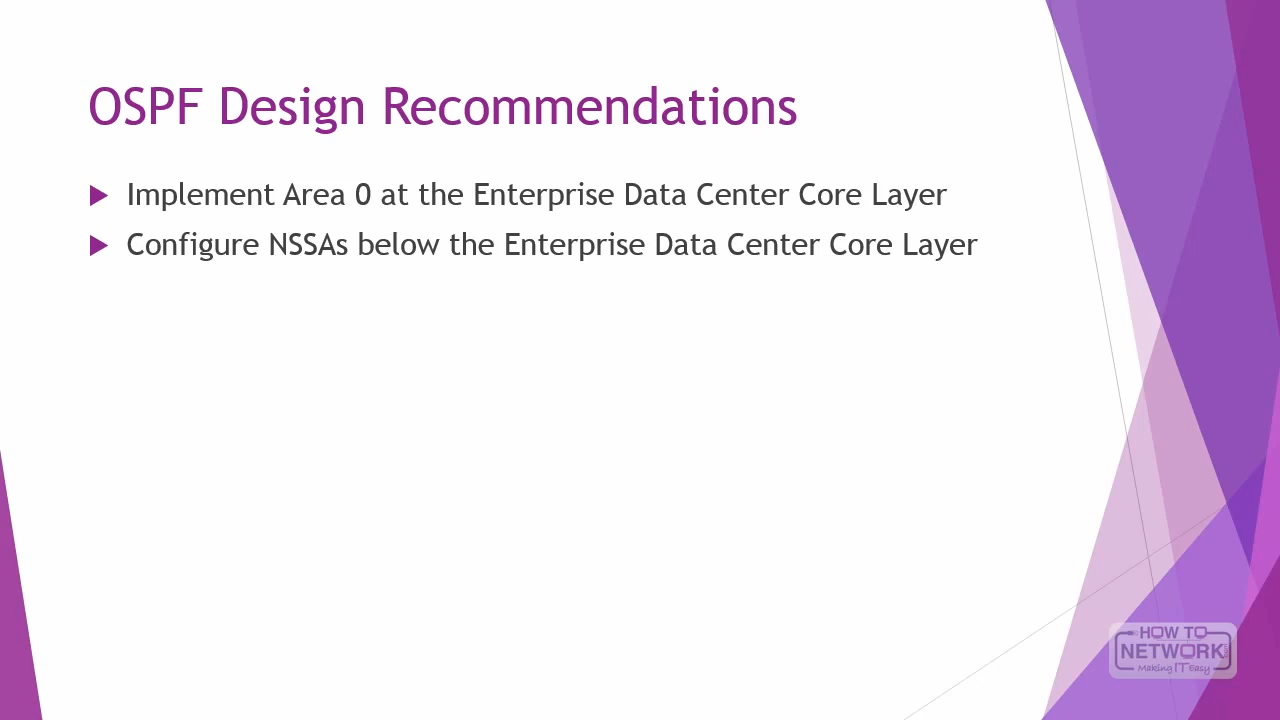 OSPF Design Recommendations
Implement Area 0 at the Enterprise Data Center Core Layer
Configure NSSAs below the Enterprise Data Center Core Layer
HOW TO
NETWORK
Making IT Easy